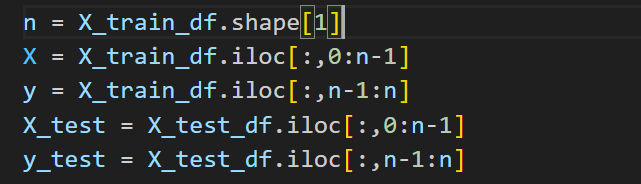 n = X_train_df.shape[1]
X = X_train_df.iloc[:,0:n-1]
y = X_train_df.iloc[:,n-1:n]
X_test = X_test_df.iloc[:,0:n-1]
y_test = X_test_df.iloc[:,n-1:n]